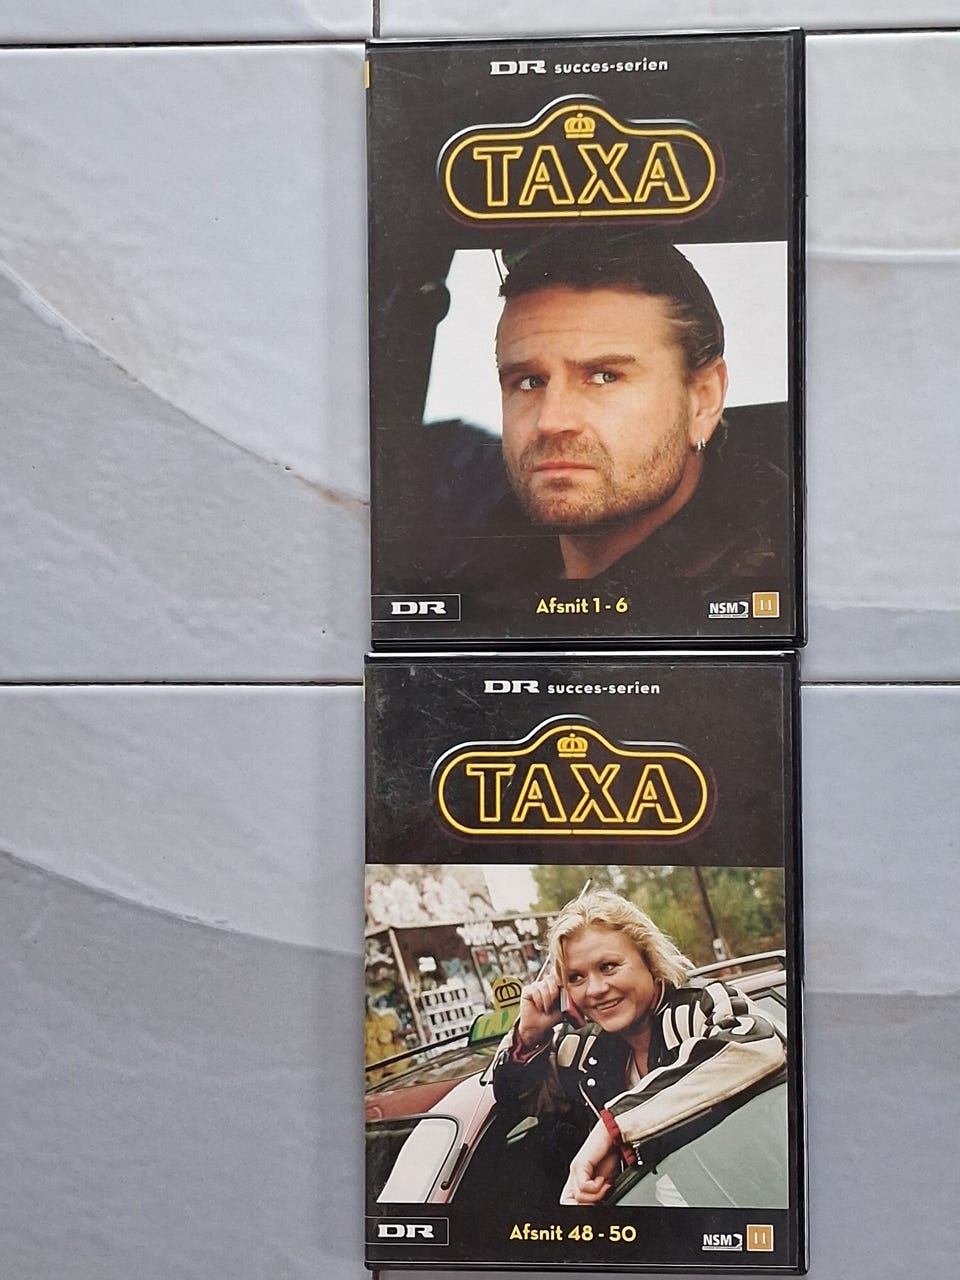 DR succes-serien
TAXA
DR
Afsnit 1 - 6
NSM
11
DR succes-serien
TAXA
TAXA
DR
Afsnit 48 - 50
NSM
11